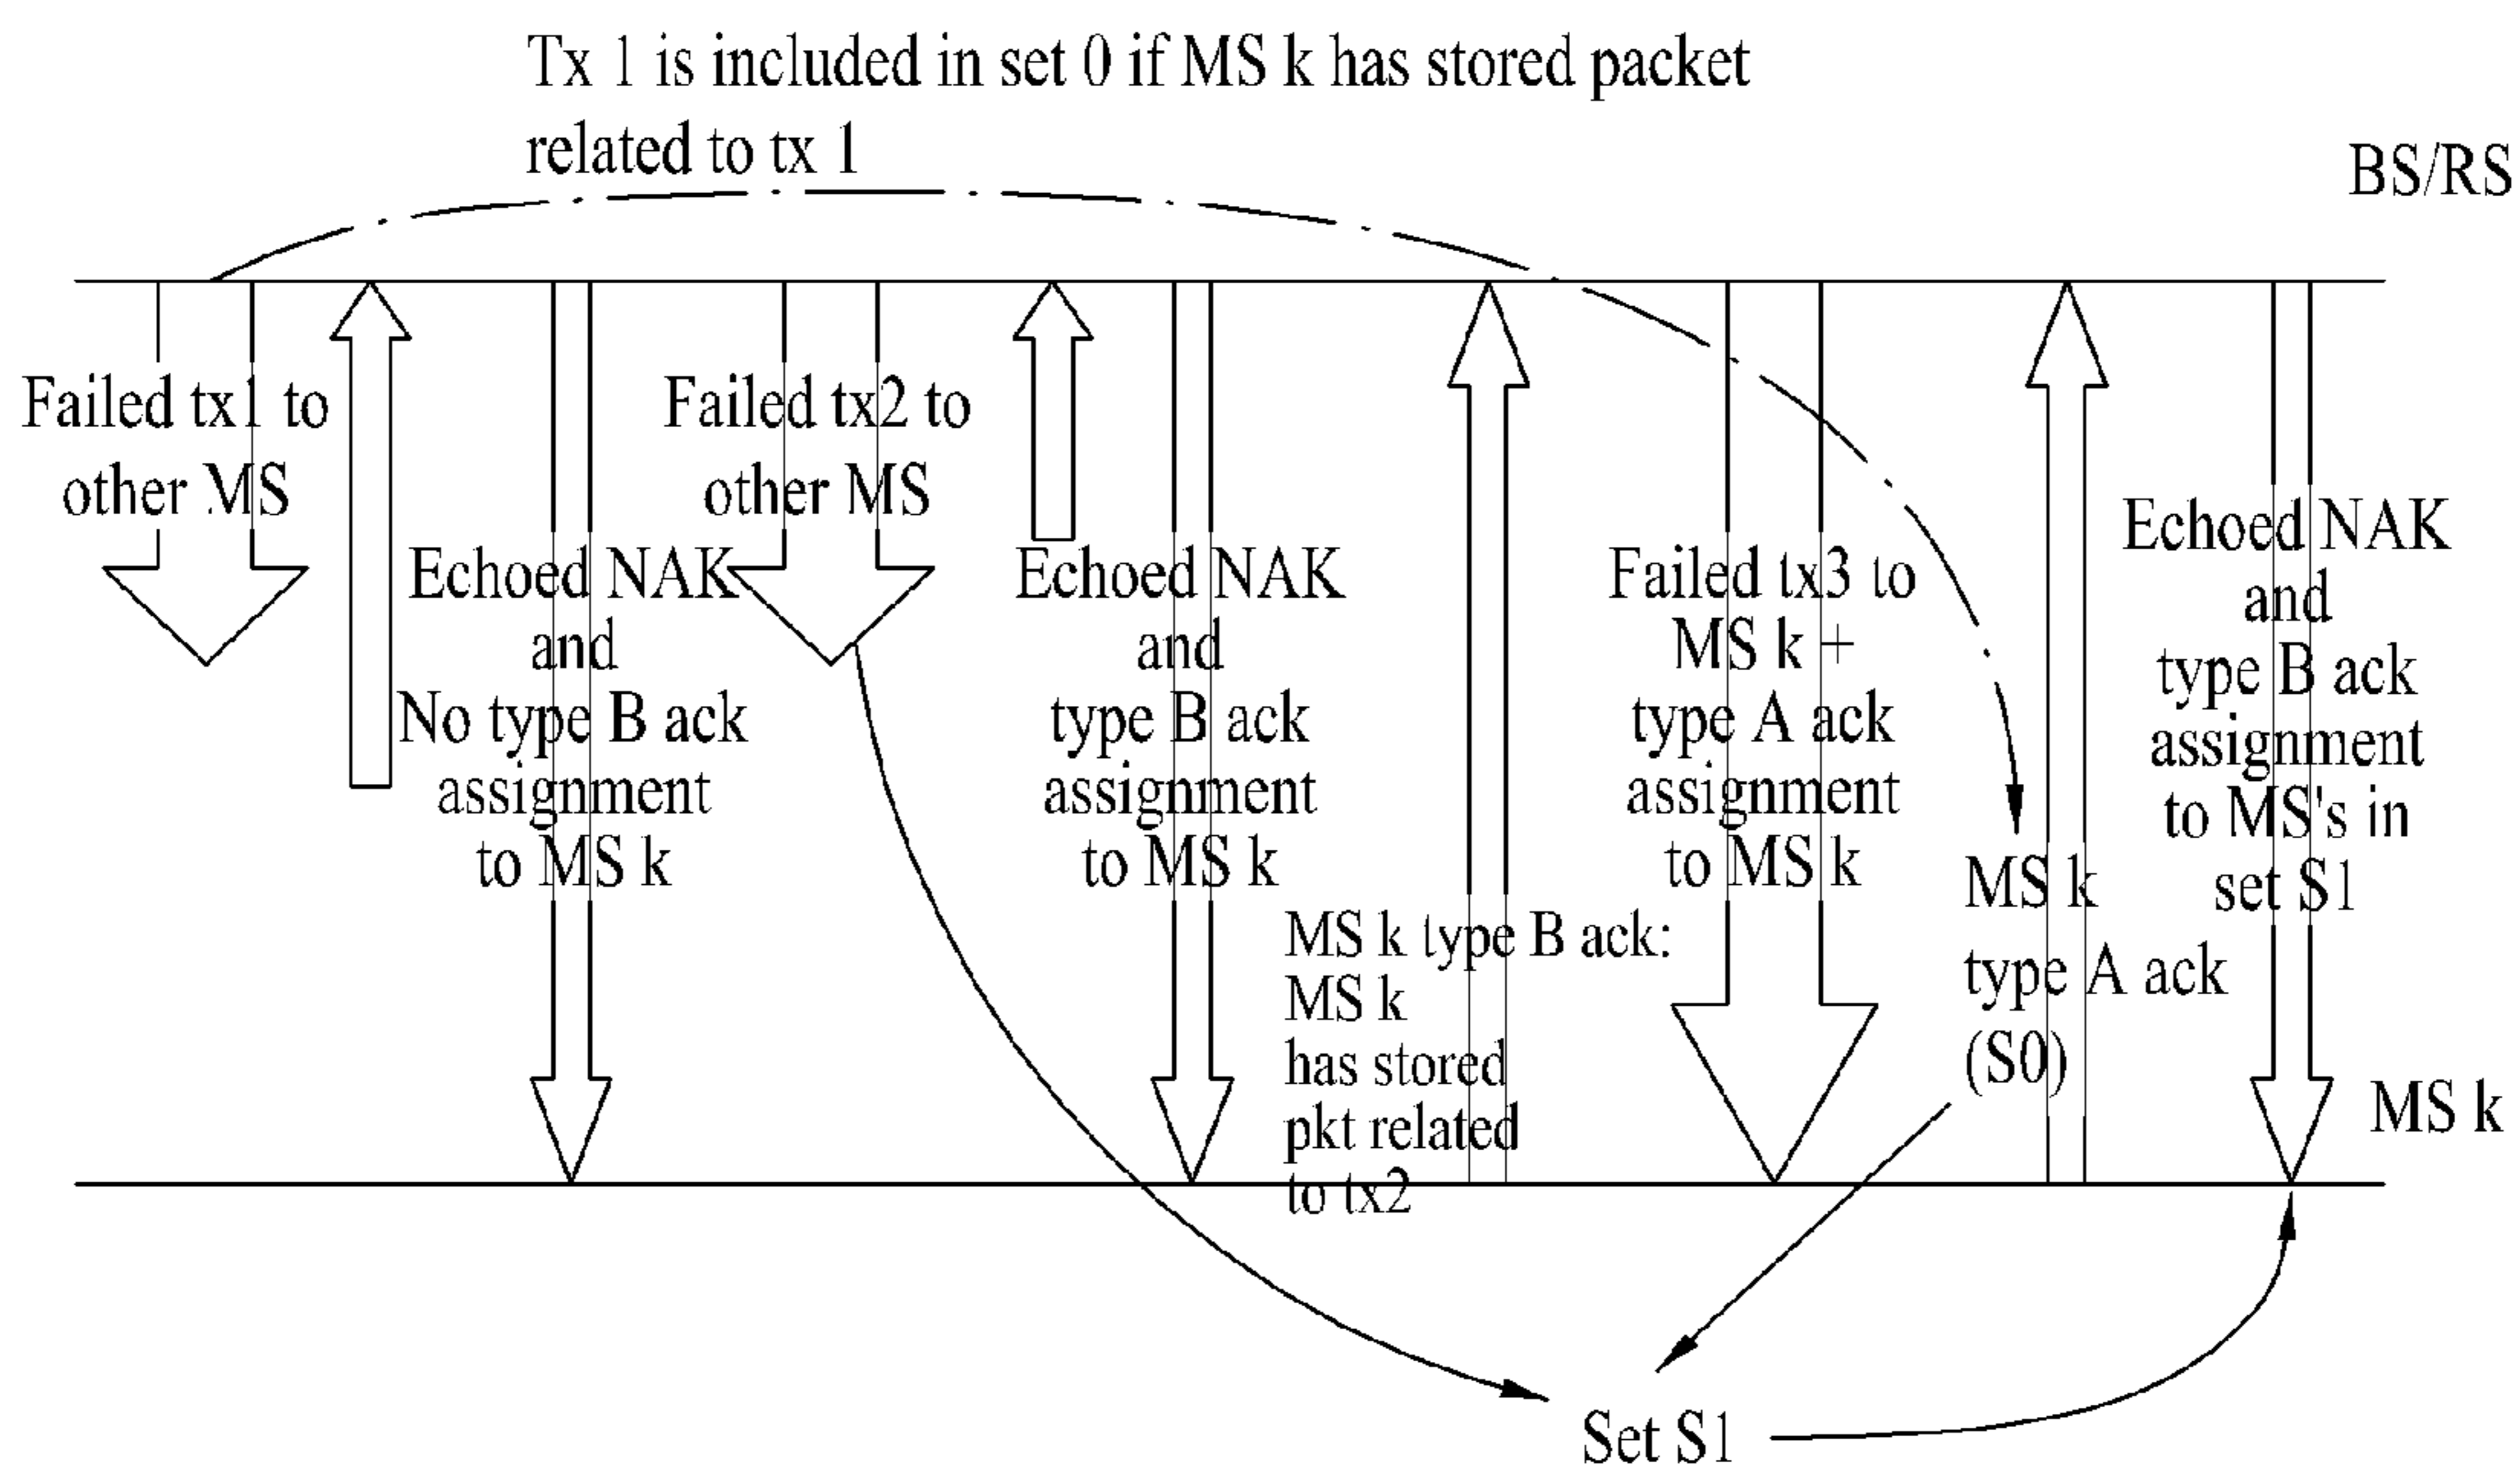 Tx 1 is included in set 0 if MS k has stored packet
related to tx 1
BS/RS
Failed tx1 to
other MS
Echoed NAK
and
No type B ack
assignment
to MS k
Failed tx2 to
other MS
Echoed NAK
and
type B ack
assignment
to MS k
MS k type B ack:
MS k
has stored
pkt related
to tx2
Failed tx3 to
MS k +
type A ack
assignment
to MS k
MS k
type A ack
(S0)
Echoed NAK
and
type B ack
assignment
to MS's in
set S1
MS k
Set S1